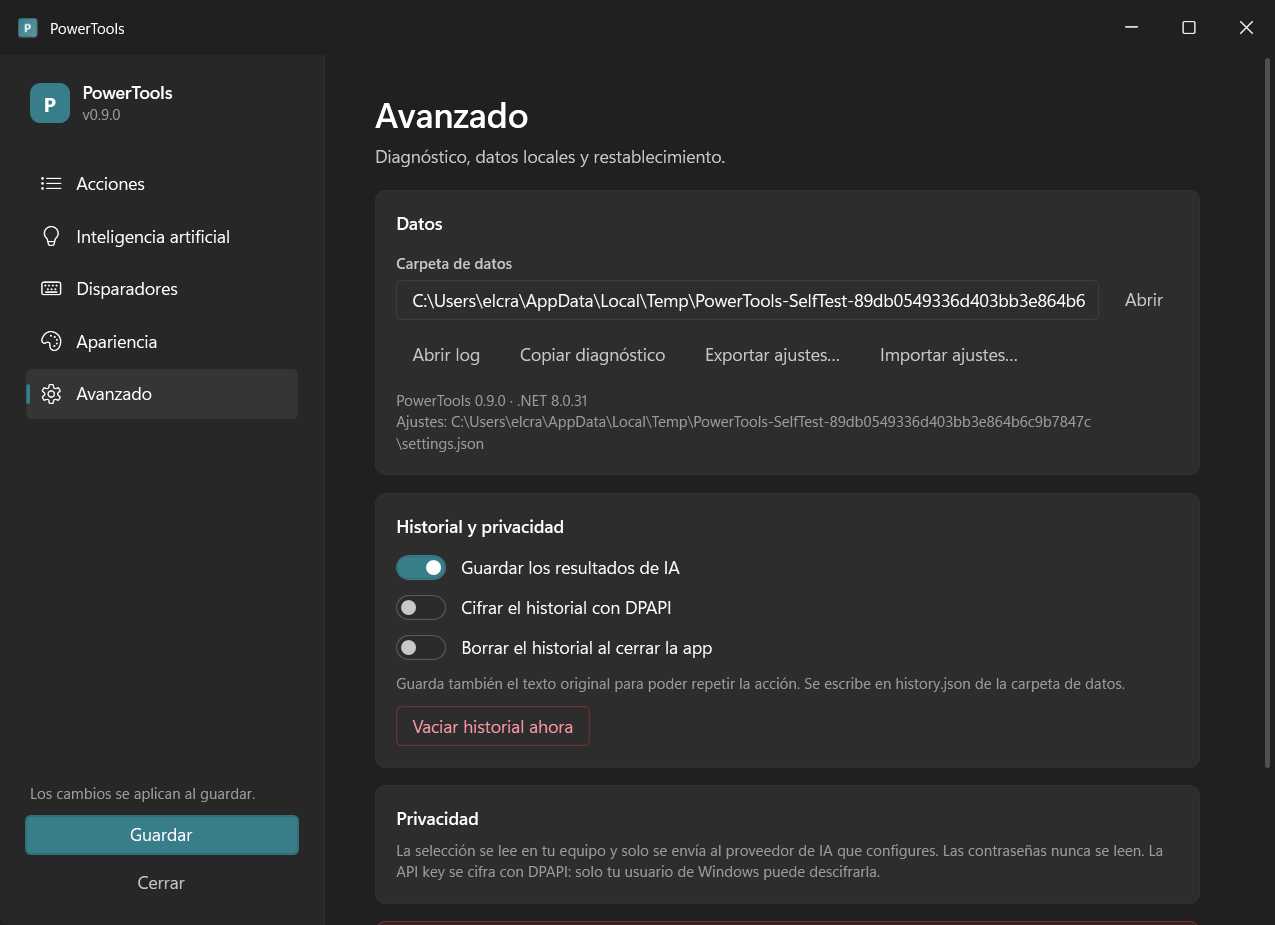 P PowerTools
P
PowerTools
v0.9.0
Acciones
Inteligencia artificial
Disparadores
Apariencia
Avanzado
Los cambios se aplican al guardar.
Guardar
Cerrar
Avanzado
Diagnóstico, datos locales y restablecimiento.
Datos
Carpeta de datos
C:\Users\elcra\AppData\Local\Temp\PowerTools-SelfTest-89db0549336d403bb3e864b6 Abrir
Abrir log Copiar diagnóstico Exportar ajustes... Importar ajustes...
PowerTools 0.9.0 · .NET 8.0.31
Ajustes: C:\Users\elcra\AppData\Local\Temp\PowerTools-SelfTest-89db0549336d403bb3e864b6c9b7847c
\settings.json
Historial y privacidad
Guardar los resultados de IA
Cifrar el historial con DPAPI
Borrar el historial al cerrar la app
Guarda también el texto original para poder repetir la acción. Se escribe en history.json de la carpeta de datos.
Vaciar historial ahora
Privacidad
La selección se lee en tu equipo y solo se envía al proveedor de IA que configures. Las contraseñas nunca se leen. La
API key se cifra con DPAPI: solo tu usuario de Windows puede descifrarla.